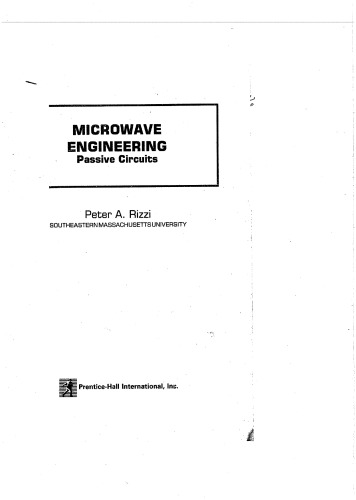 MICROWAVE
ENGINEERING
Passive Circuits
Peter A. Rizzi
SOUTHEASTERN MASSACHUSETTS UNIVERSITY
Prentice-Hall International, Inc.